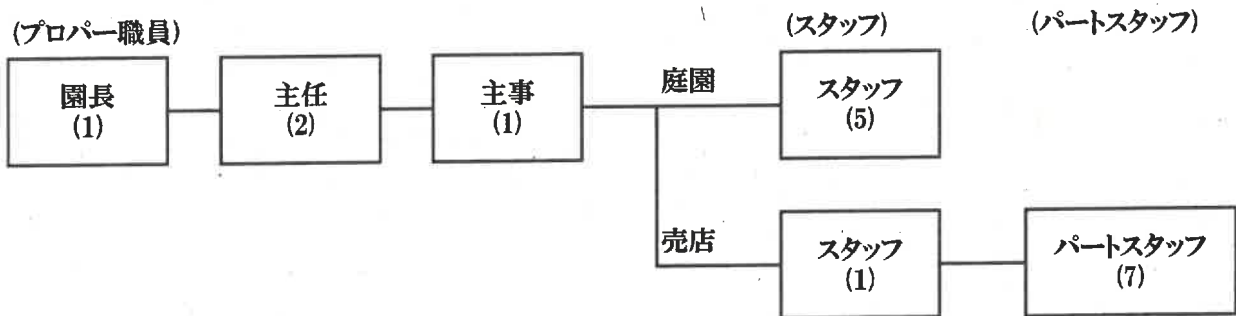 (プロパー職員)
(スタッフ)
(パートスタッフ)
園長
(1)
主任
(2)
主事
(1)
庭園
スタッフ
(5)
売店
スタッフ
(1)
パートスタッフ
(7)